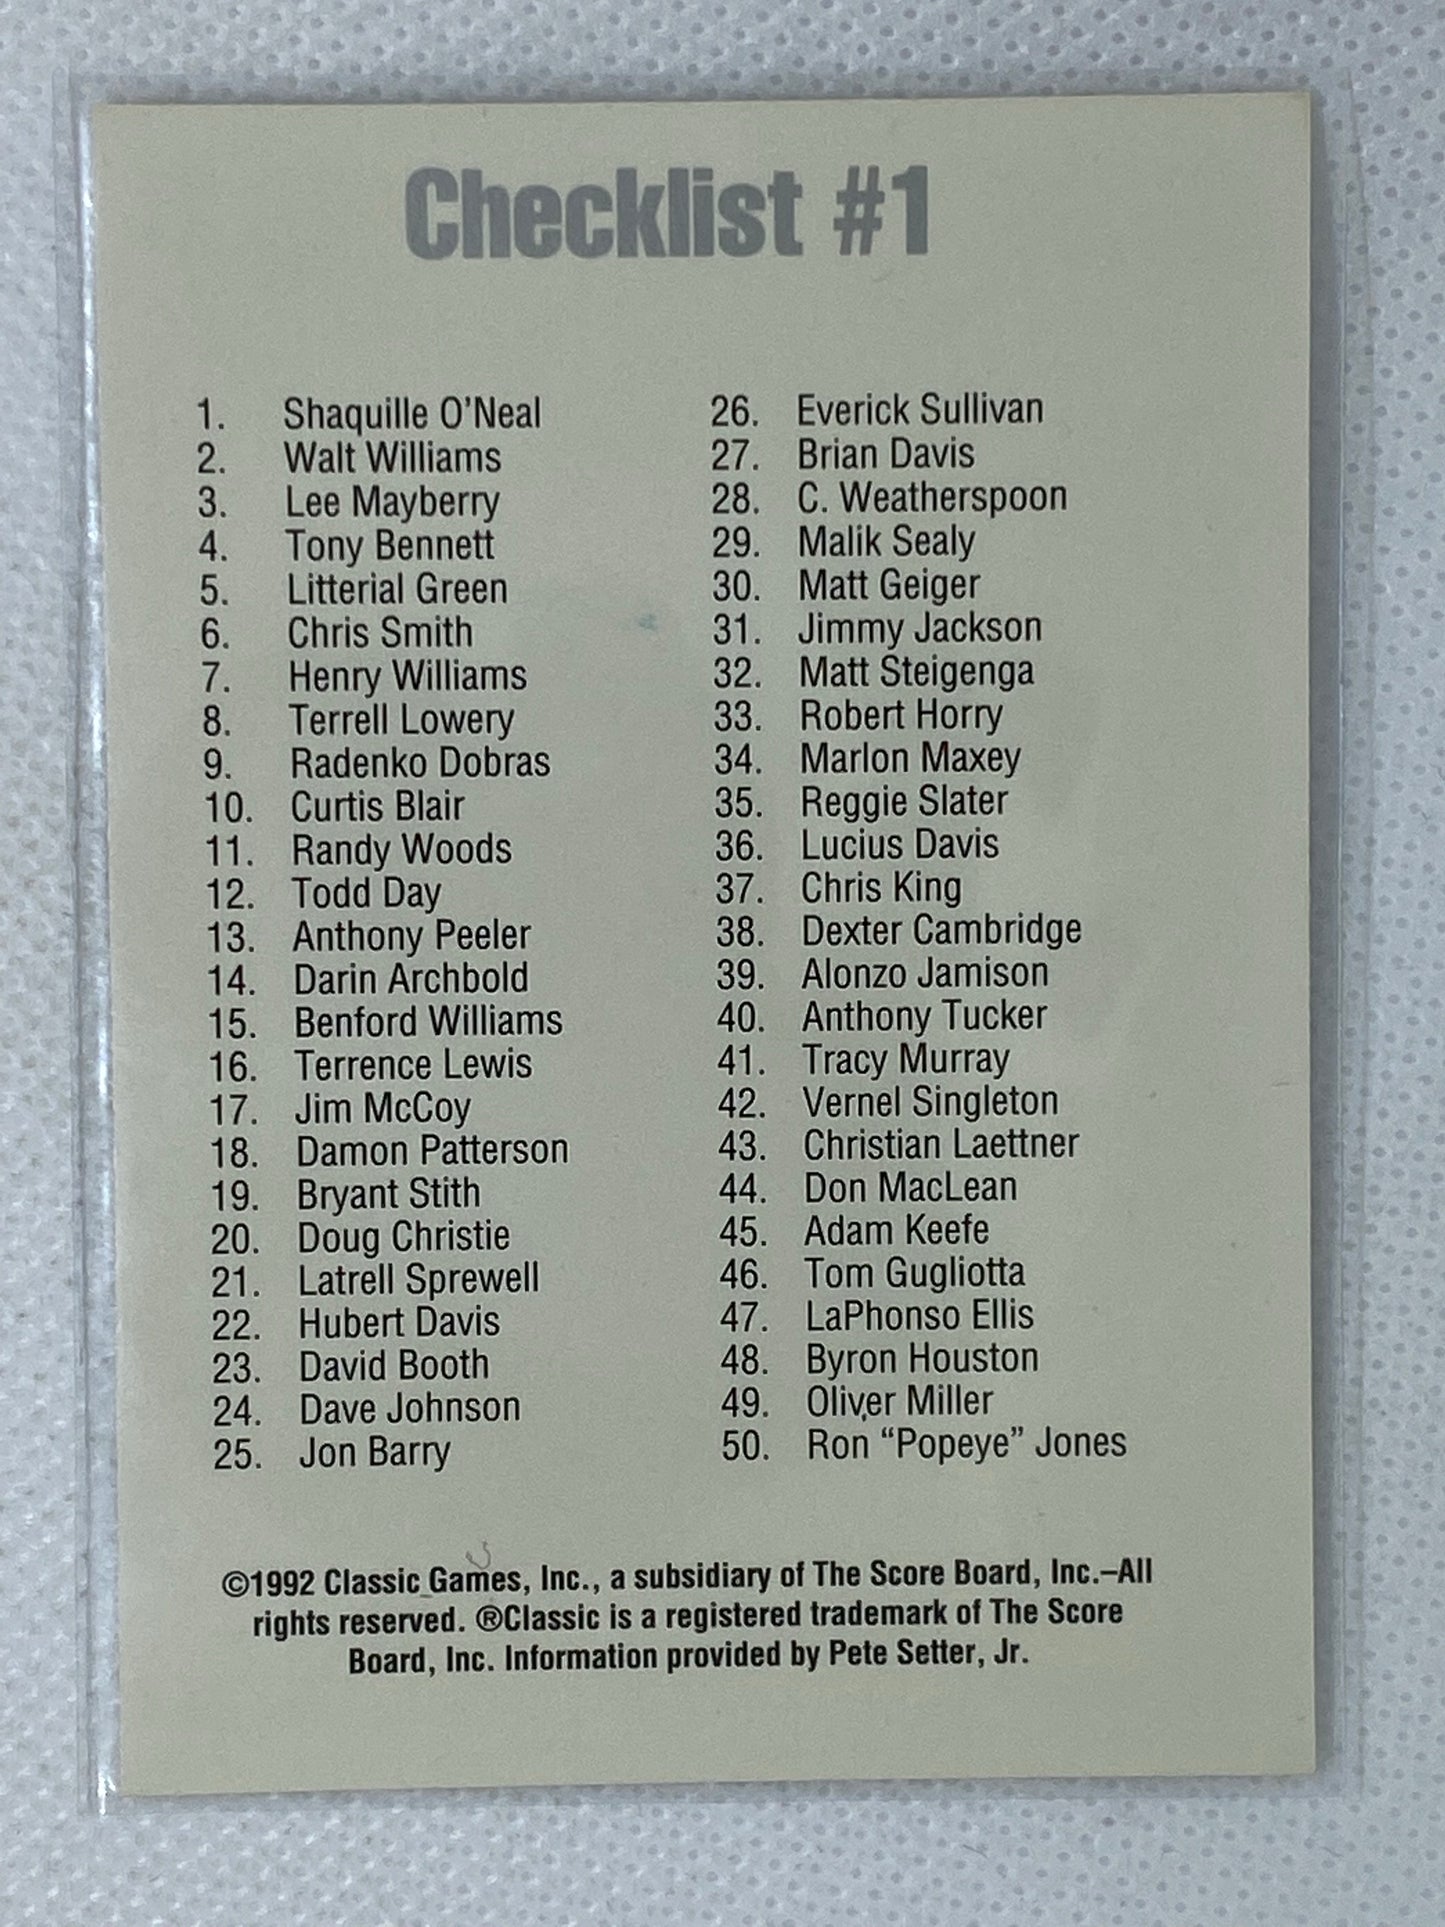 Checklist #1
1. Shaquille O'Neal
2. Walt Williams
3. Lee Mayberry
4. Tony Bennett
5. Litterial Green
6. Chris Smith
7. Henry Williams
8. Terrell Lowery
9. Radenko Dobras
10. Curtis Blair
11. Randy Woods
12. Todd Day
13. Anthony Peeler
14. Darin Archbold
15. Benford Williams
16. Terrence Lewis
17. Jim McCoy
18. Damon Patterson
19. Bryant Stith
20. Doug Christie
21. Latrell Sprewell
22. Hubert Davis
23. David Booth
24. Dave Johnson
25. Jon Barry
26. Everick Sullivan
27. Brian Davis
28. C. Weatherspoon
29. Malik Sealy
30. Matt Geiger
31. Jimmy Jackson
32. Matt Steigenga
33. Robert Horry
34. Marlon Maxey
35. Reggie Slater
36. Lucius Davis
37. Chris King
38. Dexter Cambridge
39. Alonzo Jamison
40. Anthony Tucker
41. Tracy Murray
42. Vernel Singleton
43. Christian Laettner
44. Don MacLean
45. Adam Keefe
46. Tom Gugliotta
47. LaPhonso Ellis
48. Byron Houston
49. Oliver Miller
50. Ron “Popeye” Jones
©1992 Classic Games, Inc., a subsidiary of The Score Board, Inc.–All
rights reserved. ®Classic is a registered trademark of The Score
Board, Inc. Information provided by Pete Setter, Jr.